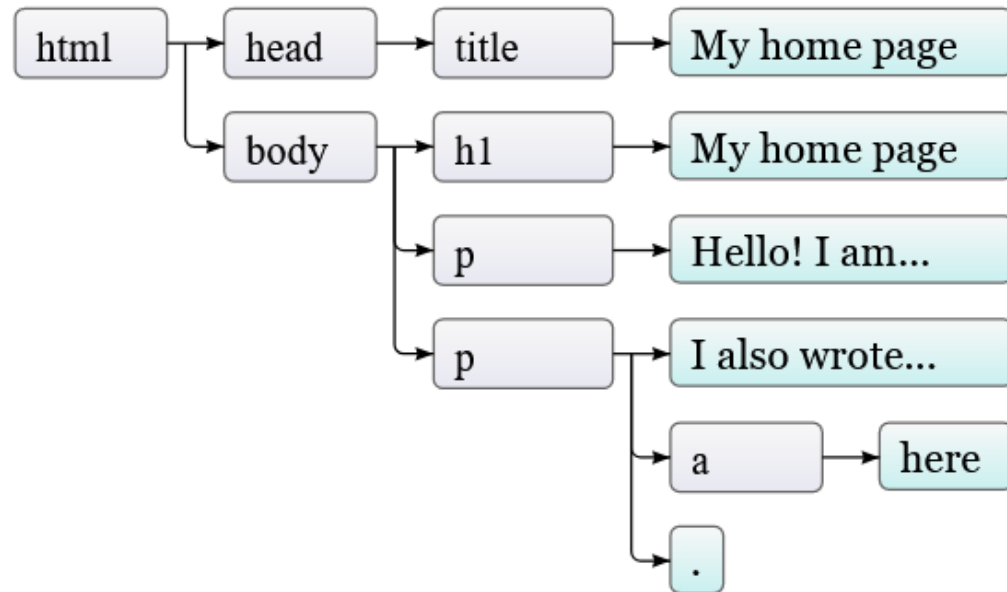 html head title My home page
body h1 My home page
p Hello! I am...
p I also wrote...
a here
.